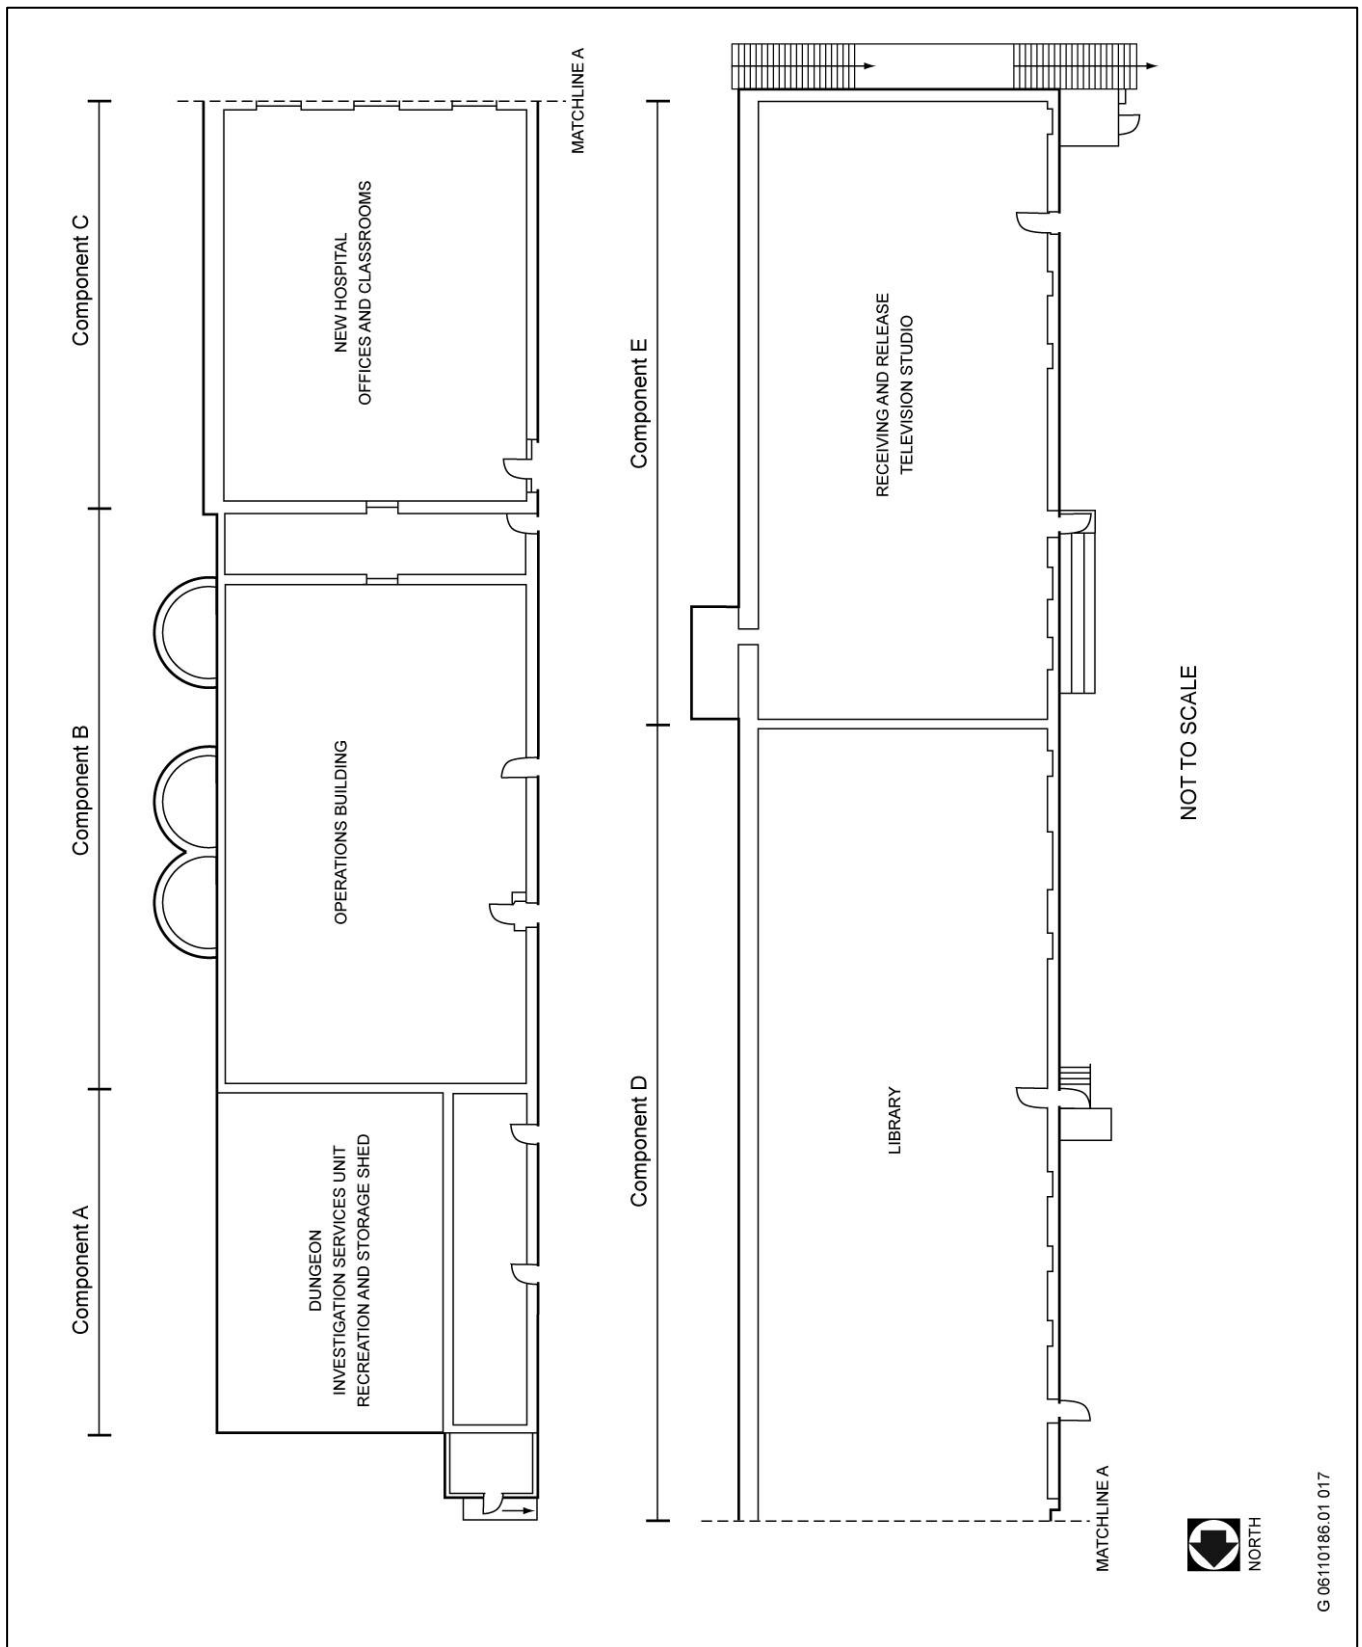 Component A
Component B
Component C
DUNGEON
INVESTIGATION SERVICES UNIT
RECREATION AND STORAGE SHED
OPERATIONS BUILDING
NEW HOSPITAL
OFFICES AND CLASSROOMS
MATCHLINE A
Component D
Component E
LIBRARY
RECEIVING AND RELEASE
TELEVISION STUDIO
MATCHLINE A
NOT TO SCALE
NORTH
G 06110186.01 017